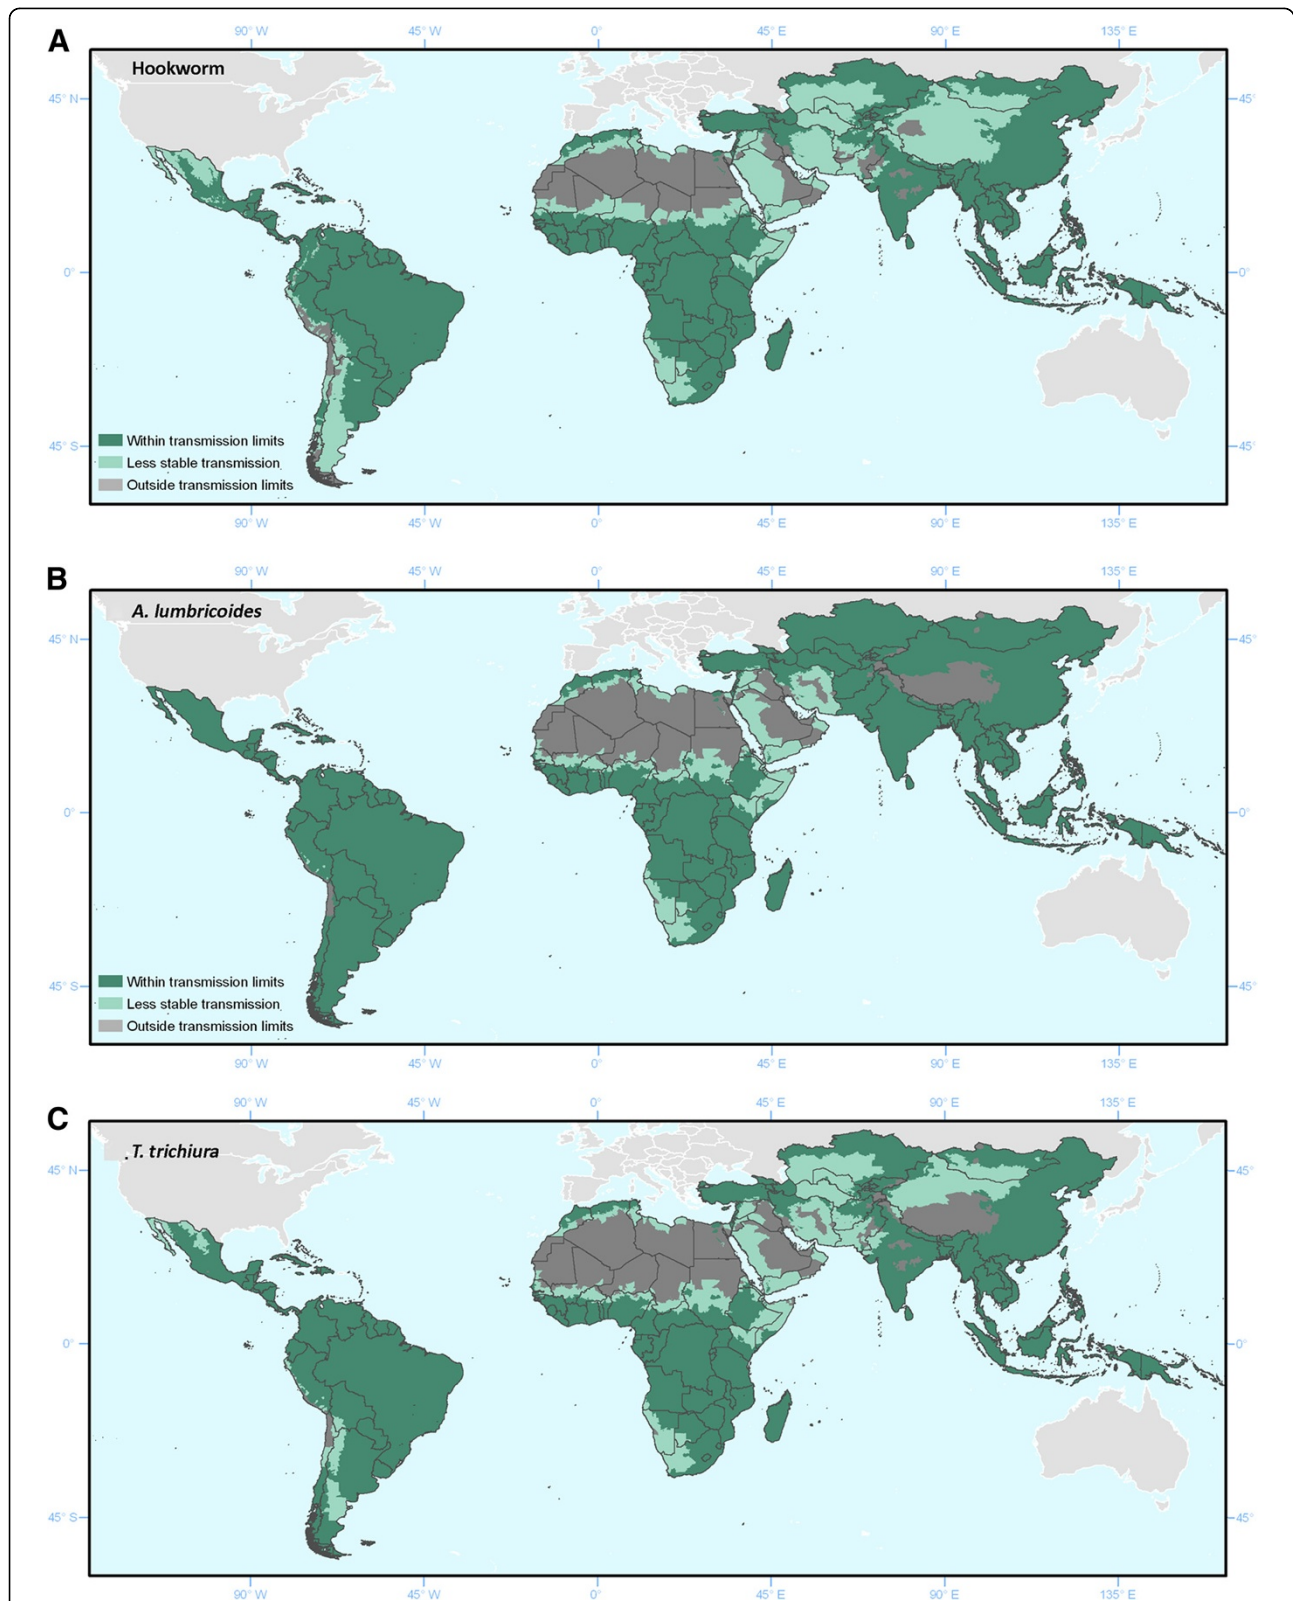 A
90° W 45° W 0° 45° E 90° E 135° E
Hookworm
45° N 45°
0° 0°
45° S 45°
Within transmission limits
Less stable transmission
Outside transmission limits
90° W 45° W 0° 45° E 90° E 135° E
B
90° W 45° W 0° 45° E 90° E 135° E
A. lumbricoides
45° N 45°
0° 0°
45° S 45°
Within transmission limits
Less stable transmission
Outside transmission limits
90° W 45° W 0° 45° E 90° E 135° E
C
90° W 45° W 0° 45° E 90° E 135° E
T. trichiura
45° N 45°
0° 0°
45° S 45°
90° W 45° W 0° 45° E 90° E 135° E